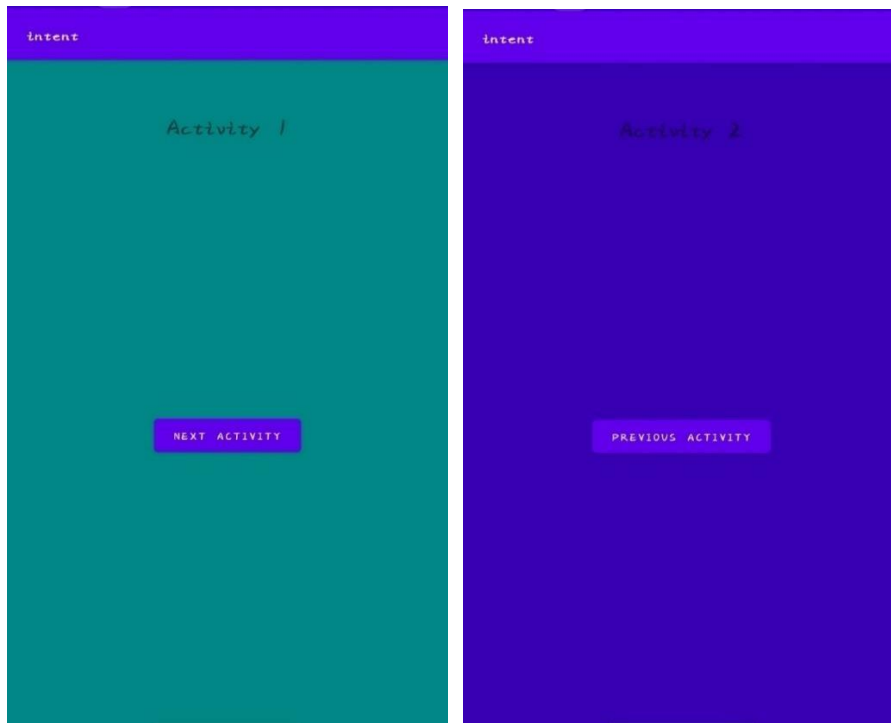 intent
Activity 1
NEXT ACTIVITY
intent
Activity 2
PREVIOUS ACTIVITY